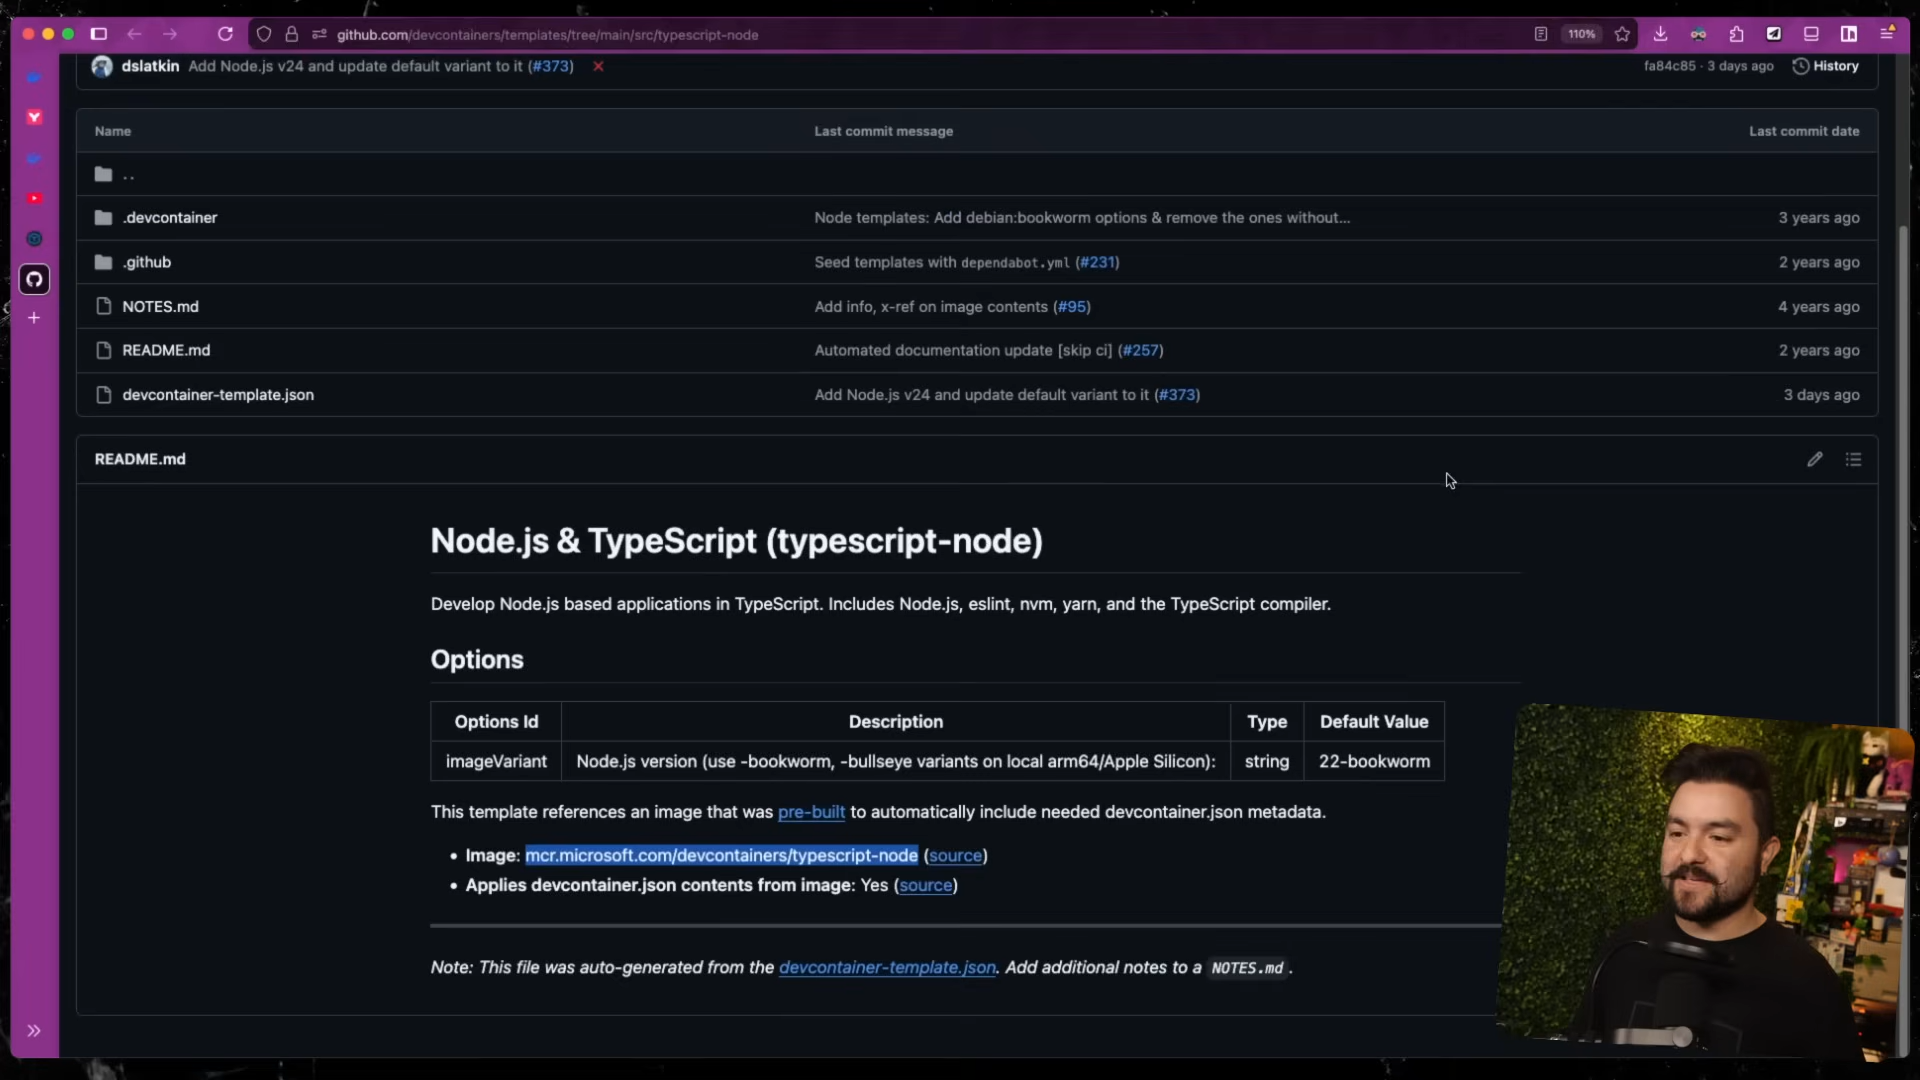 github.com/devcontainers/templates/tree/main/src/typescript-node
110%
dslatkin Add Node.js v24 and update default variant to it (#373) fa84c85 · 3 days ago History
Name Last commit message Last commit date
..
.devcontainer Node templates: Add debian:bookworm options & remove the ones without... 3 years ago
.github Seed templates with dependabot.yml (#231) 2 years ago
NOTES.md Add info, x-ref on image contents (#95) 4 years ago
README.md Automated documentation update [skip ci] (#257) 2 years ago
devcontainer-template.json Add Node.js v24 and update default variant to it (#373) 3 days ago
README.md
Node.js & TypeScript (typescript-node)
Develop Node.js based applications in TypeScript. Includes Node.js, eslint, nvm, yarn, and the TypeScript compiler.
Options
Options Id Description Type Default Value
imageVariant Node.js version (use -bookworm, -bullseye variants on local arm64/Apple Silicon): string 22-bookworm
This template references an image that was pre-built to automatically include needed devcontainer.json metadata.
• Image: mcr.microsoft.com/devcontainers/typescript-node (source)
• Applies devcontainer.json contents from image: Yes (source)
Note: This file was auto-generated from the devcontainer-template.json. Add additional notes to a NOTES.md.